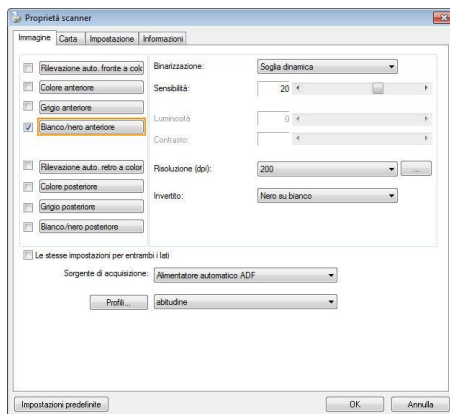 Proprietà scanner
Immagine Carta Impostazione Informazioni
Rilevazione auto. fronte a colo
Colore anteriore
Grigio anteriore
Bianco/nero anteriore
Rilevazione auto. retro a color
Colore posteriore
Grigio posteriore
Bianco/nero posteriore
Binarizzazione: Soglia dinamica
Sensibilità: 20
Luminosità 0
Contrasto:
Risoluzione (dpi): 200 ...
Invertito: Nero su bianco
Le stesse impostazioni per entrambi i lati
Sorgente di acquisizione: Alimentatore automatico ADF
Profili... abitudine
Impostazioni predefinite OK Annulla